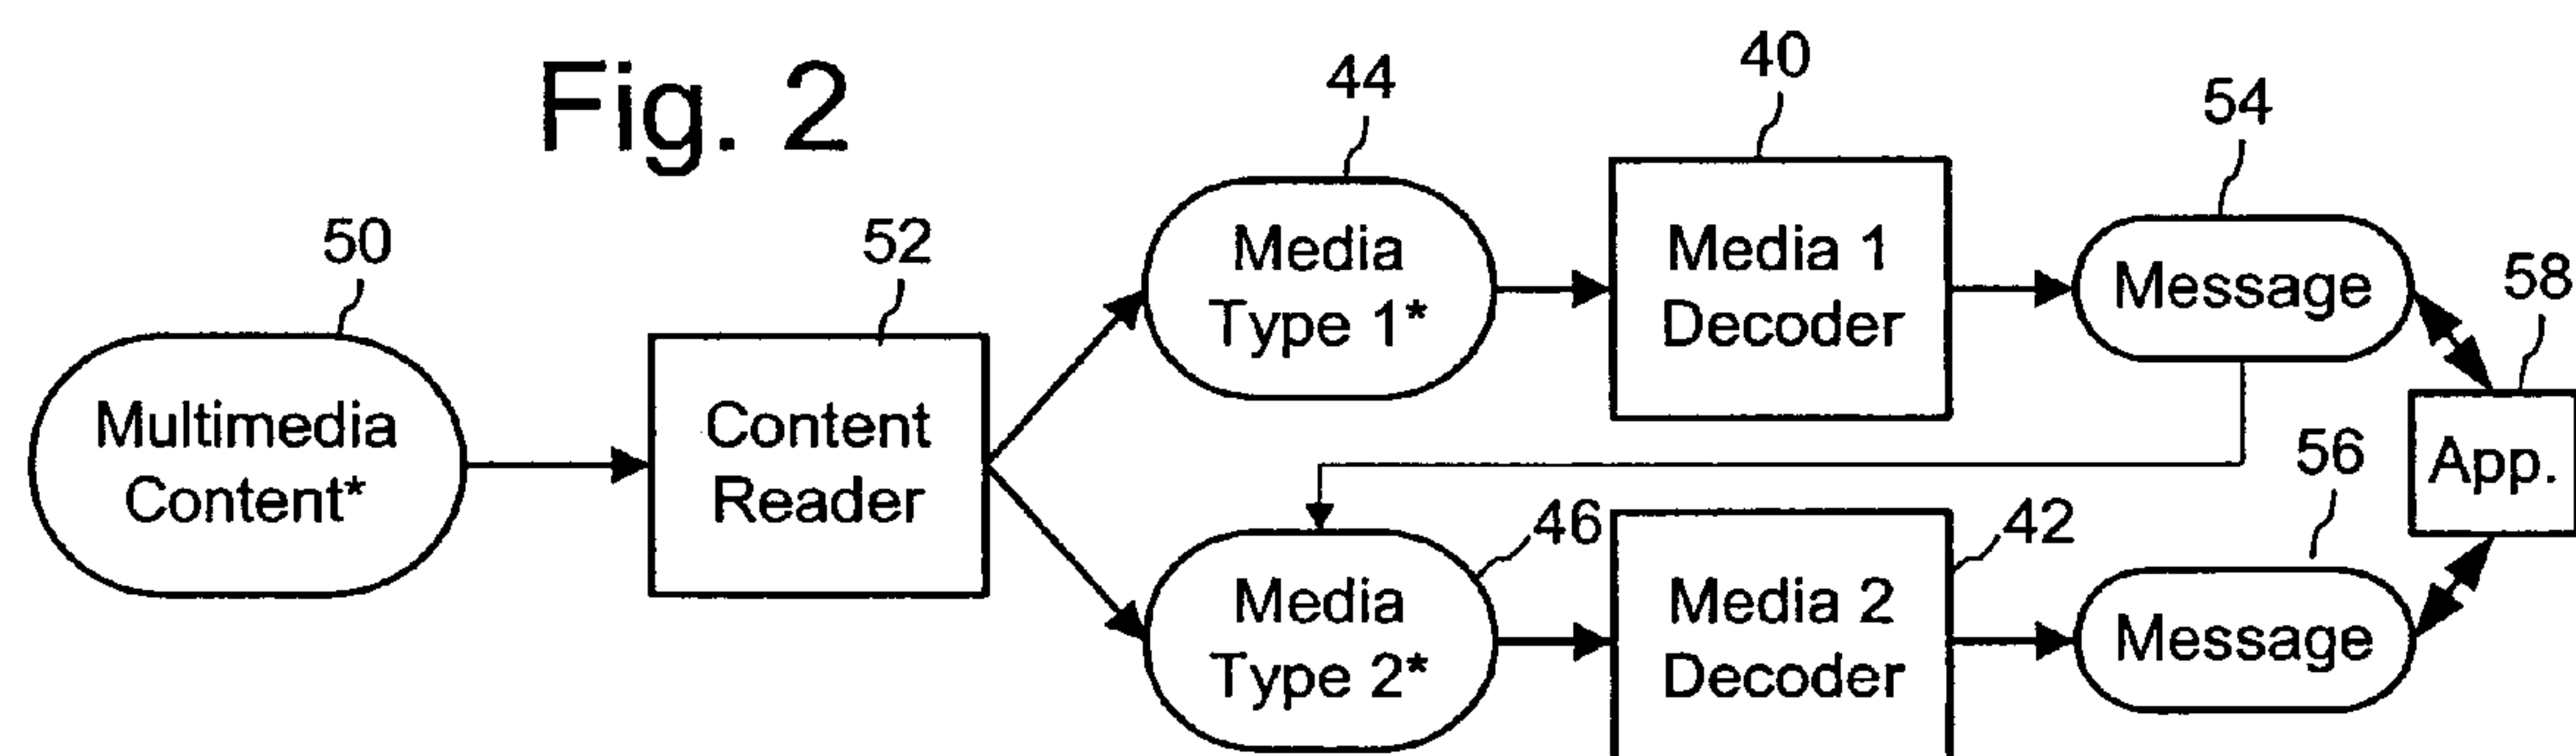 Fig. 2
50
Multimedia
Content*
52
Content
Reader
44
Media
Type 1*
40
Media 1
Decoder
54
Message
58
App.
46
Media
Type 2*
42
Media 2
Decoder
56
Message